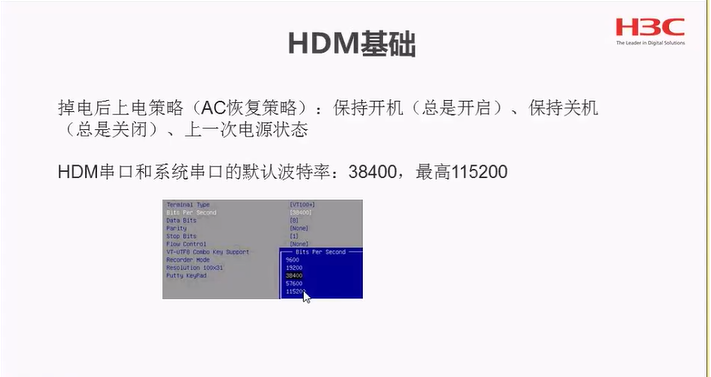 H3C
The Leader in Digital Solutions
HDM基础
掉电后上电策略（AC恢复策略）：保持开机（总是开启）、保持关机
（总是关闭）、上一次电源状态
HDM串口和系统串口的默认波特率：38400，最高115200
Terminal Type [VT100+]
Bits Per Second [38400]
Data Bits [8]
Parity [None]
Stop Bits [1]
Flow Control [None]
VT-UTF8 Combo Key Support
Recorder Mode
Resolution 100x31
Putty KeyPad
Bits Per Second
9600
19200
38400
57600
115200